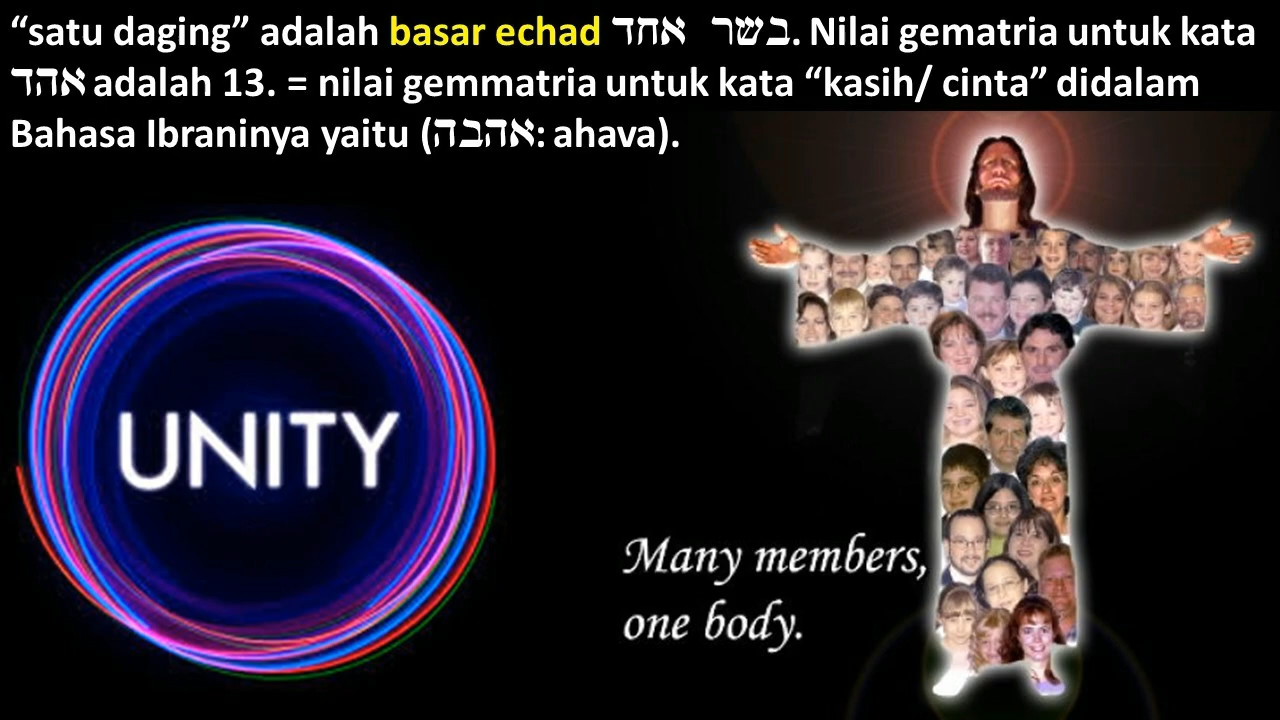 “satu daging” adalah basar echad בשר אחד. Nilai gematria untuk kata
אהד adalah 13. = nilai gemmatria untuk kata “kasih/ cinta” didalam
Bahasa Ibraninya yaitu (אהבה: ahava).
UNITY
Many members,
one body.